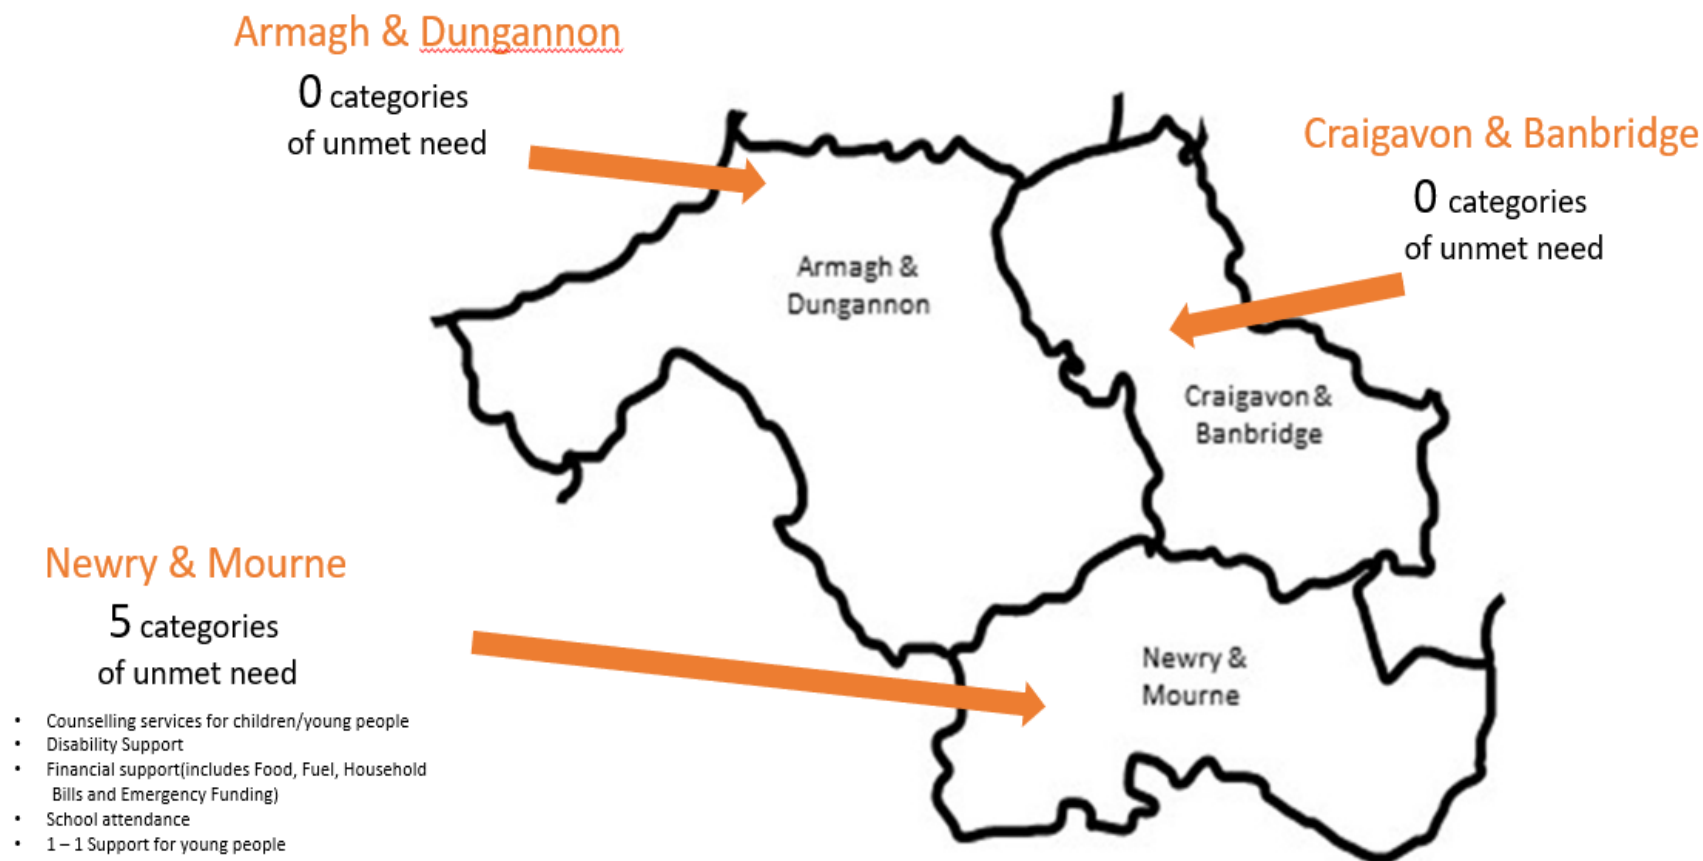 Armagh & Dungannon
0 categories
of unmet need
Craigavon & Banbridge
0 categories
of unmet need
Armagh &
Dungannon
Craigavon &
Banbridge
Newry & Mourne
5 categories
of unmet need
• Counselling services for children/young people
• Disability Support
• Financial support(includes Food, Fuel, Household
Bills and Emergency Funding)
• School attendance
• 1 – 1 Support for young people
Newry &
Mourne